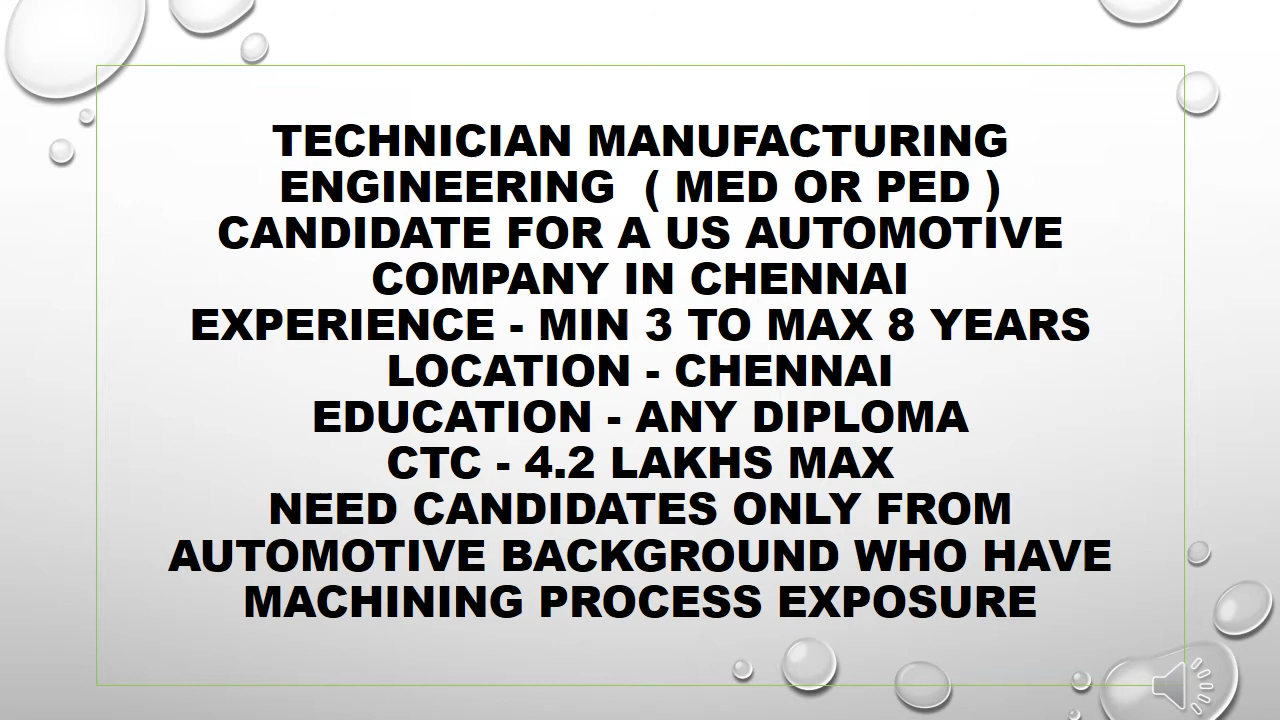 TECHNICIAN MANUFACTURING
ENGINEERING  ( MED OR PED )
CANDIDATE FOR A US AUTOMOTIVE
COMPANY IN CHENNAI
EXPERIENCE - MIN 3 TO MAX 8 YEARS
LOCATION - CHENNAI
EDUCATION - ANY DIPLOMA
CTC - 4.2 LAKHS MAX
NEED CANDIDATES ONLY FROM
AUTOMOTIVE BACKGROUND WHO HAVE
MACHINING PROCESS EXPOSURE